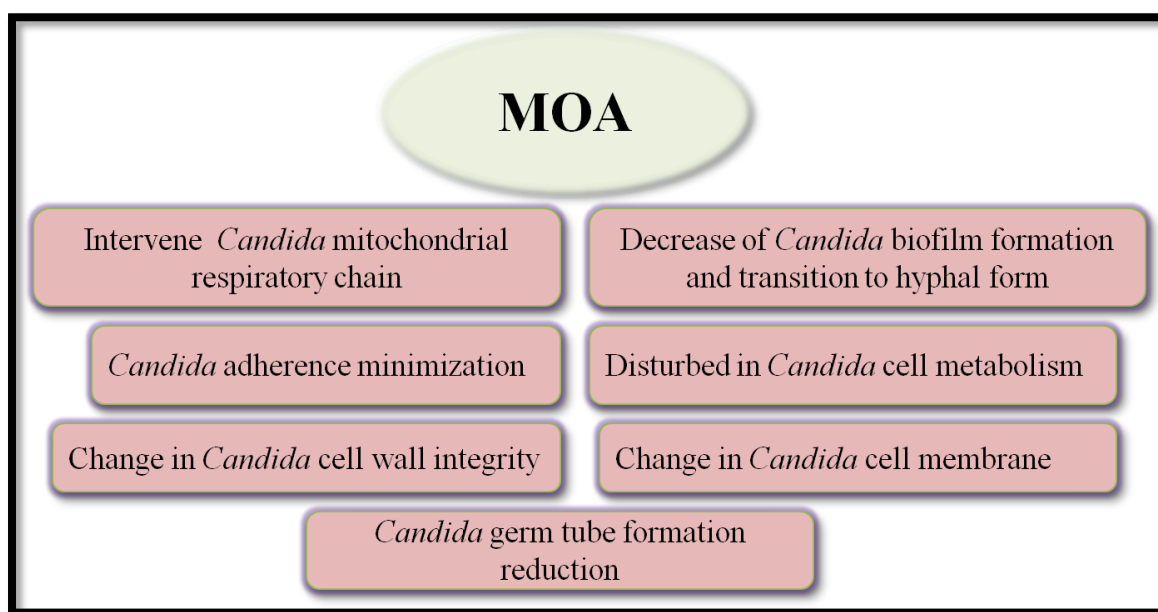 MOA
Intervene Candida mitochondrial
respiratory chain
Decrease of Candida biofilm formation
and transition to hyphal form
Candida adherence minimization
Disturbed in Candida cell metabolism
Change in Candida cell wall integrity
Change in Candida cell membrane
Candida germ tube formation
reduction